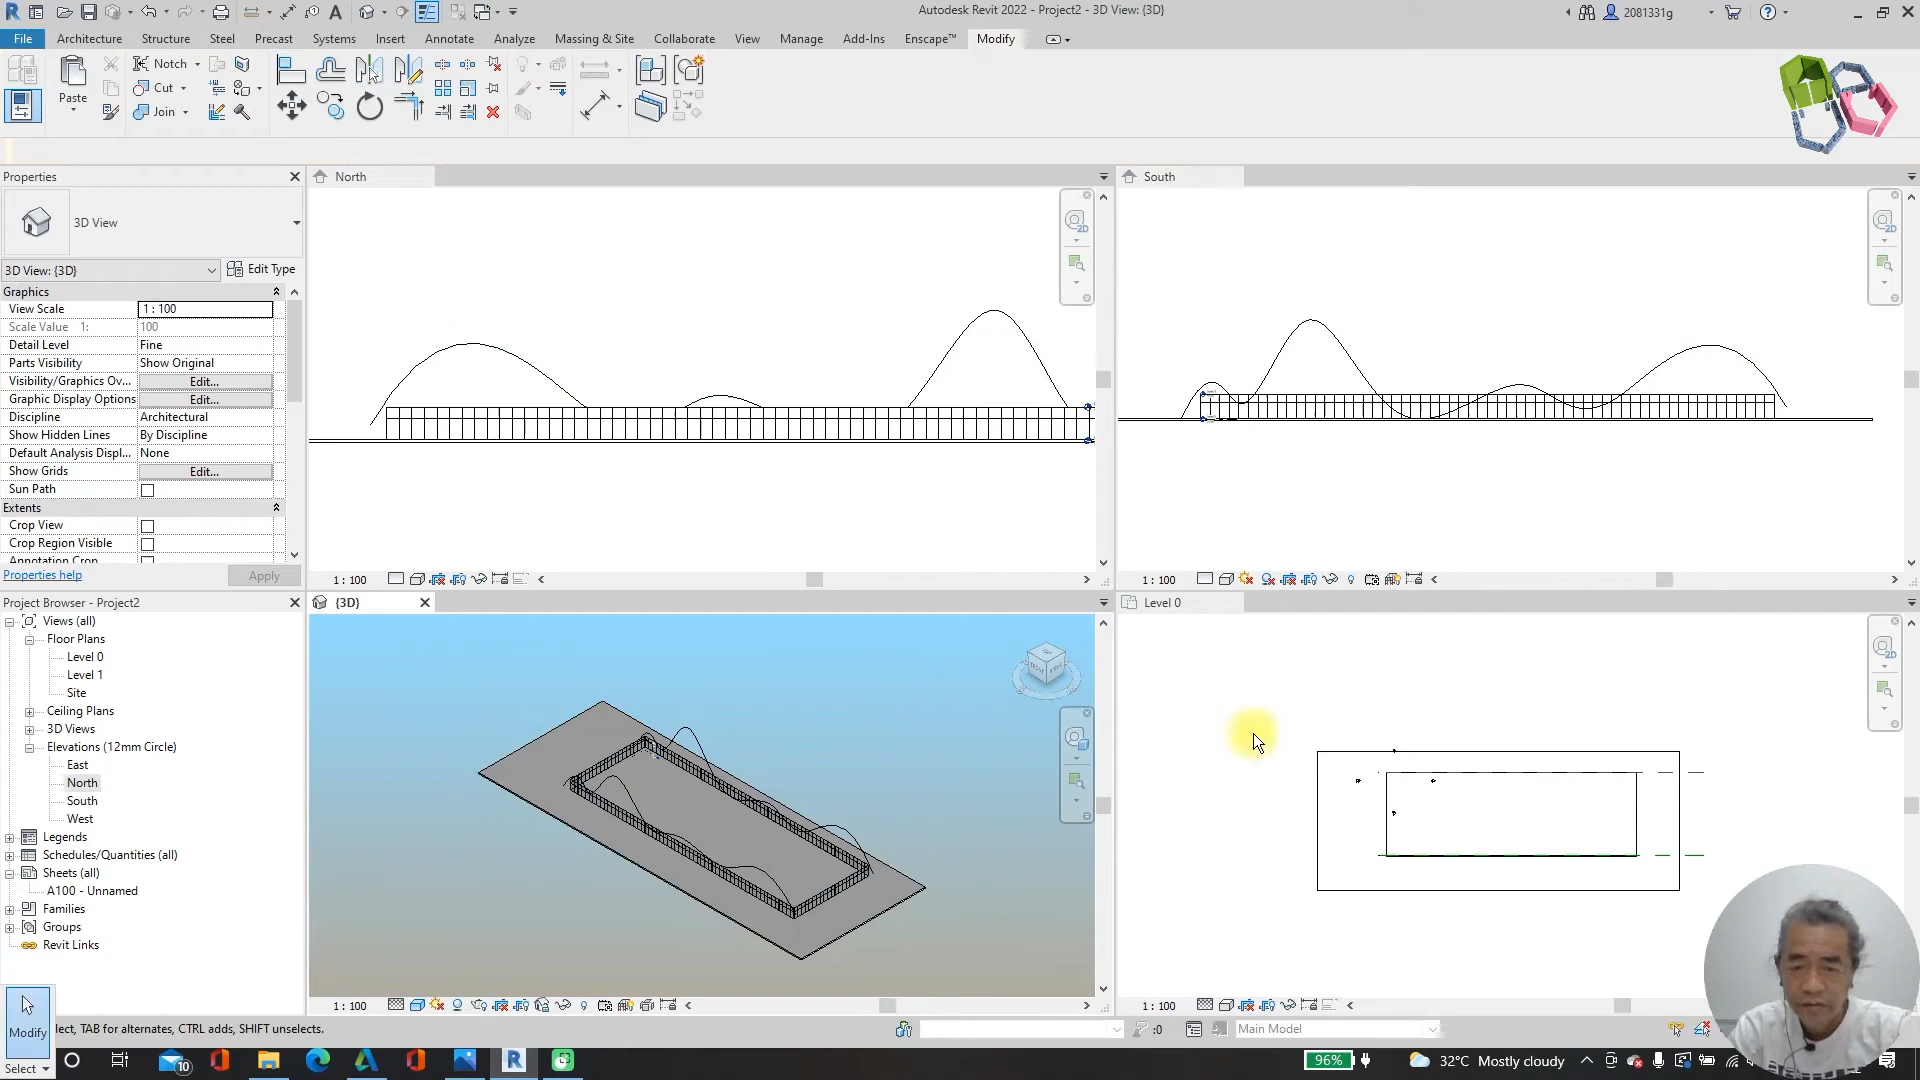 Autodesk Revit 2022 - Project2 - 3D View: {3D}
2081331g
File
Architecture
Structure
Steel
Precast
Systems
Insert
Annotate
Analyze
Massing & Site
Collaborate
View
Manage
Add-Ins
Enscape™
Modify
Paste
Notch
Cut
Join
Properties
North
South
3D View
3D View: {3D}
Edit Type
Graphics
View Scale
1 : 100
Scale Value 1:
100
Detail Level
Fine
Parts Visibility
Show Original
Visibility/Graphics Ov...
Edit...
Graphic Display Options
Edit...
Discipline
Architectural
Show Hidden Lines
By Discipline
Default Analysis Displ...
None
Show Grids
Edit...
Sun Path
Extents
Crop View
Crop Region Visible
Annotation Crop
Properties help
Apply
1 : 100
1 : 100
Project Browser - Project2
{3D}
Level 0
Views (all)
Floor Plans
Level 0
Level 1
Site
Ceiling Plans
3D Views
Elevations (12mm Circle)
East
North
South
West
Legends
Schedules/Quantities (all)
Sheets (all)
A100 - Unnamed
Families
Groups
Revit Links
1 : 100
1 : 100
Modify
Select
lect, TAB for alternates, CTRL adds, SHIFT unselects.
:0
Main Model
10
96%
32°C Mostly cloudy